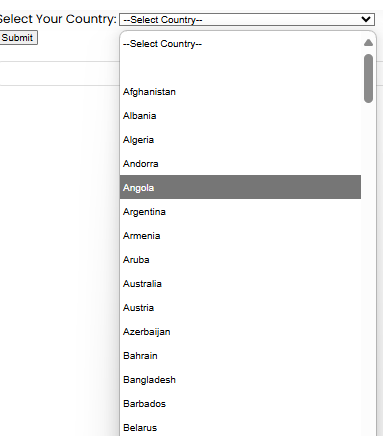 Select Your Country: --Select Country--
Submit
--Select Country--
Afghanistan
Albania
Algeria
Andorra
Angola
Argentina
Armenia
Aruba
Australia
Austria
Azerbaijan
Bahrain
Bangladesh
Barbados
Belarus